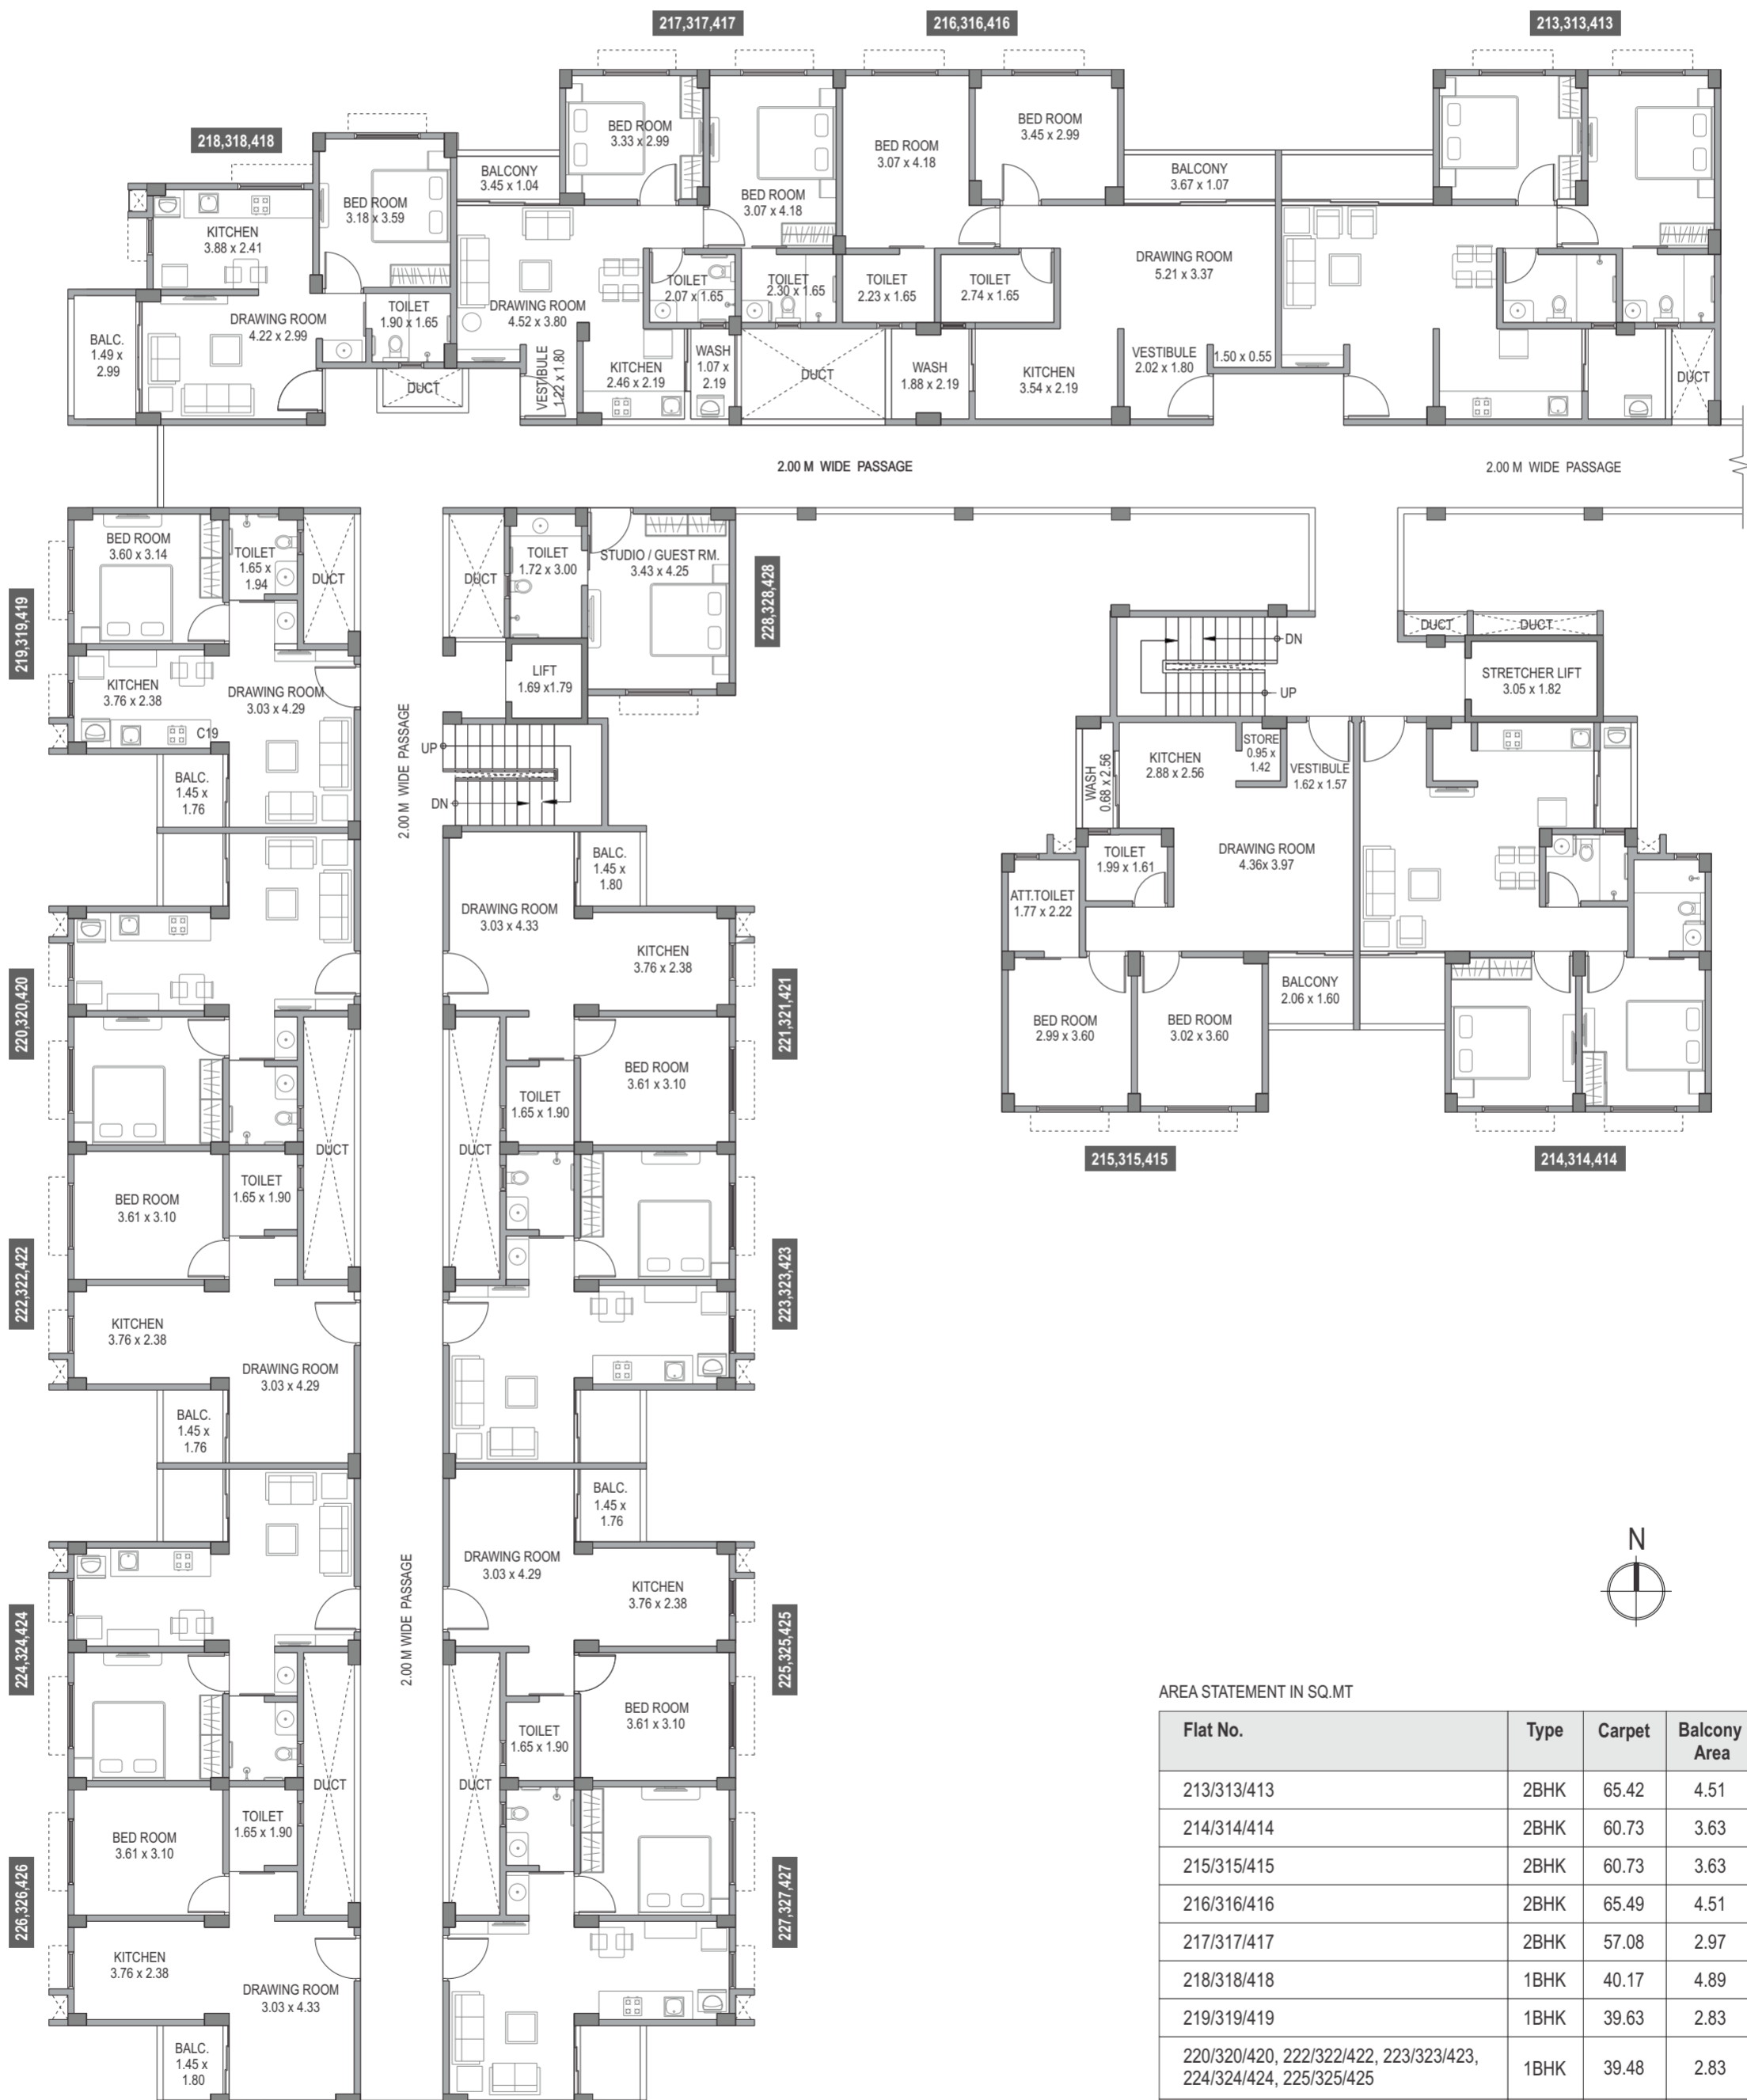 217,317,417
216,316,416
213,313,413
218,318,418
BED ROOM
3.33 x 2.99
BED ROOM
3.07 x 4.18
BED ROOM
3.45 x 2.99
BED ROOM
3.07 x 4.18
BALCONY
3.45 x 1.04
BALCONY
3.67 x 1.07
BED ROOM
3.18 x 3.59
KITCHEN
3.88 x 2.41
DRAWING ROOM
4.22 x 2.99
BALC.
1.49 x
2.99
TOILET
1.90 x 1.65
DUCT
DRAWING ROOM
4.52 x 3.80
TOILET
2.07 x 1.65
TOILET
2.30 x 1.65
TOILET
2.23 x 1.65
TOILET
2.74 x 1.65
DRAWING ROOM
5.21 x 3.37
VESTIBULE
1.22 x 1.80
KITCHEN
2.46 x 2.19
WASH
1.07 x
2.19
DUCT
WASH
1.88 x 2.19
KITCHEN
3.54 x 2.19
VESTIBULE
2.02 x 1.80
1.50 x 0.55
DUCT
2.00 M WIDE PASSAGE
2.00 M WIDE PASSAGE
219,319,419
BED ROOM
3.60 x 3.14
TOILET
1.65 x
1.94
DUCT
KITCHEN
3.76 x 2.38
C19
DRAWING ROOM
3.03 x 4.29
BALC.
1.45 x
1.76
2.00 M WIDE PASSAGE
DUCT
TOILET
1.72 x 3.00
STUDIO / GUEST RM.
3.43 x 4.25
228,328,428
LIFT
1.69 x1.79
UP
DN
DN
UP
DUCT
DUCT
STRETCHER LIFT
3.05 x 1.82
WASH
0.68 x 2.56
KITCHEN
2.88 x 2.56
STORE
0.95 x
1.42
VESTIBULE
1.62 x 1.57
TOILET
1.99 x 1.61
DRAWING ROOM
4.36x 3.97
ATT.TOILET
1.77 x 2.22
BED ROOM
2.99 x 3.60
BED ROOM
3.02 x 3.60
BALCONY
2.06 x 1.60
215,315,415
214,314,414
220,320,420
DUCT
BALC.
1.45 x
1.80
DRAWING ROOM
3.03 x 4.33
KITCHEN
3.76 x 2.38
221,321,421
BED ROOM
3.61 x 3.10
TOILET
1.65 x 1.90
DUCT
222,322,422
BED ROOM
3.61 x 3.10
TOILET
1.65 x 1.90
KITCHEN
3.76 x 2.38
DRAWING ROOM
3.03 x 4.29
BALC.
1.45 x
1.76
223,323,423
2.00 M WIDE PASSAGE
BALC.
1.45 x
1.76
DRAWING ROOM
3.03 x 4.29
KITCHEN
3.76 x 2.38
224,324,424
225,325,425
BED ROOM
3.61 x 3.10
TOILET
1.65 x 1.90
DUCT
DUCT
226,326,426
BED ROOM
3.61 x 3.10
TOILET
1.65 x 1.90
KITCHEN
3.76 x 2.38
DRAWING ROOM
3.03 x 4.33
BALC.
1.45 x
1.80
227,327,427
N
AREA STATEMENT IN SQ.MT
Flat No. Type Carpet Balcony Area
213/313/413 2BHK 65.42 4.51
214/314/414 2BHK 60.73 3.63
215/315/415 2BHK 60.73 3.63
216/316/416 2BHK 65.49 4.51
217/317/417 2BHK 57.08 2.97
218/318/418 1BHK 40.17 4.89
219/319/419 1BHK 39.63 2.83
220/320/420, 222/322/422, 223/323/423,
224/324/424, 225/325/425 1BHK 39.48 2.83